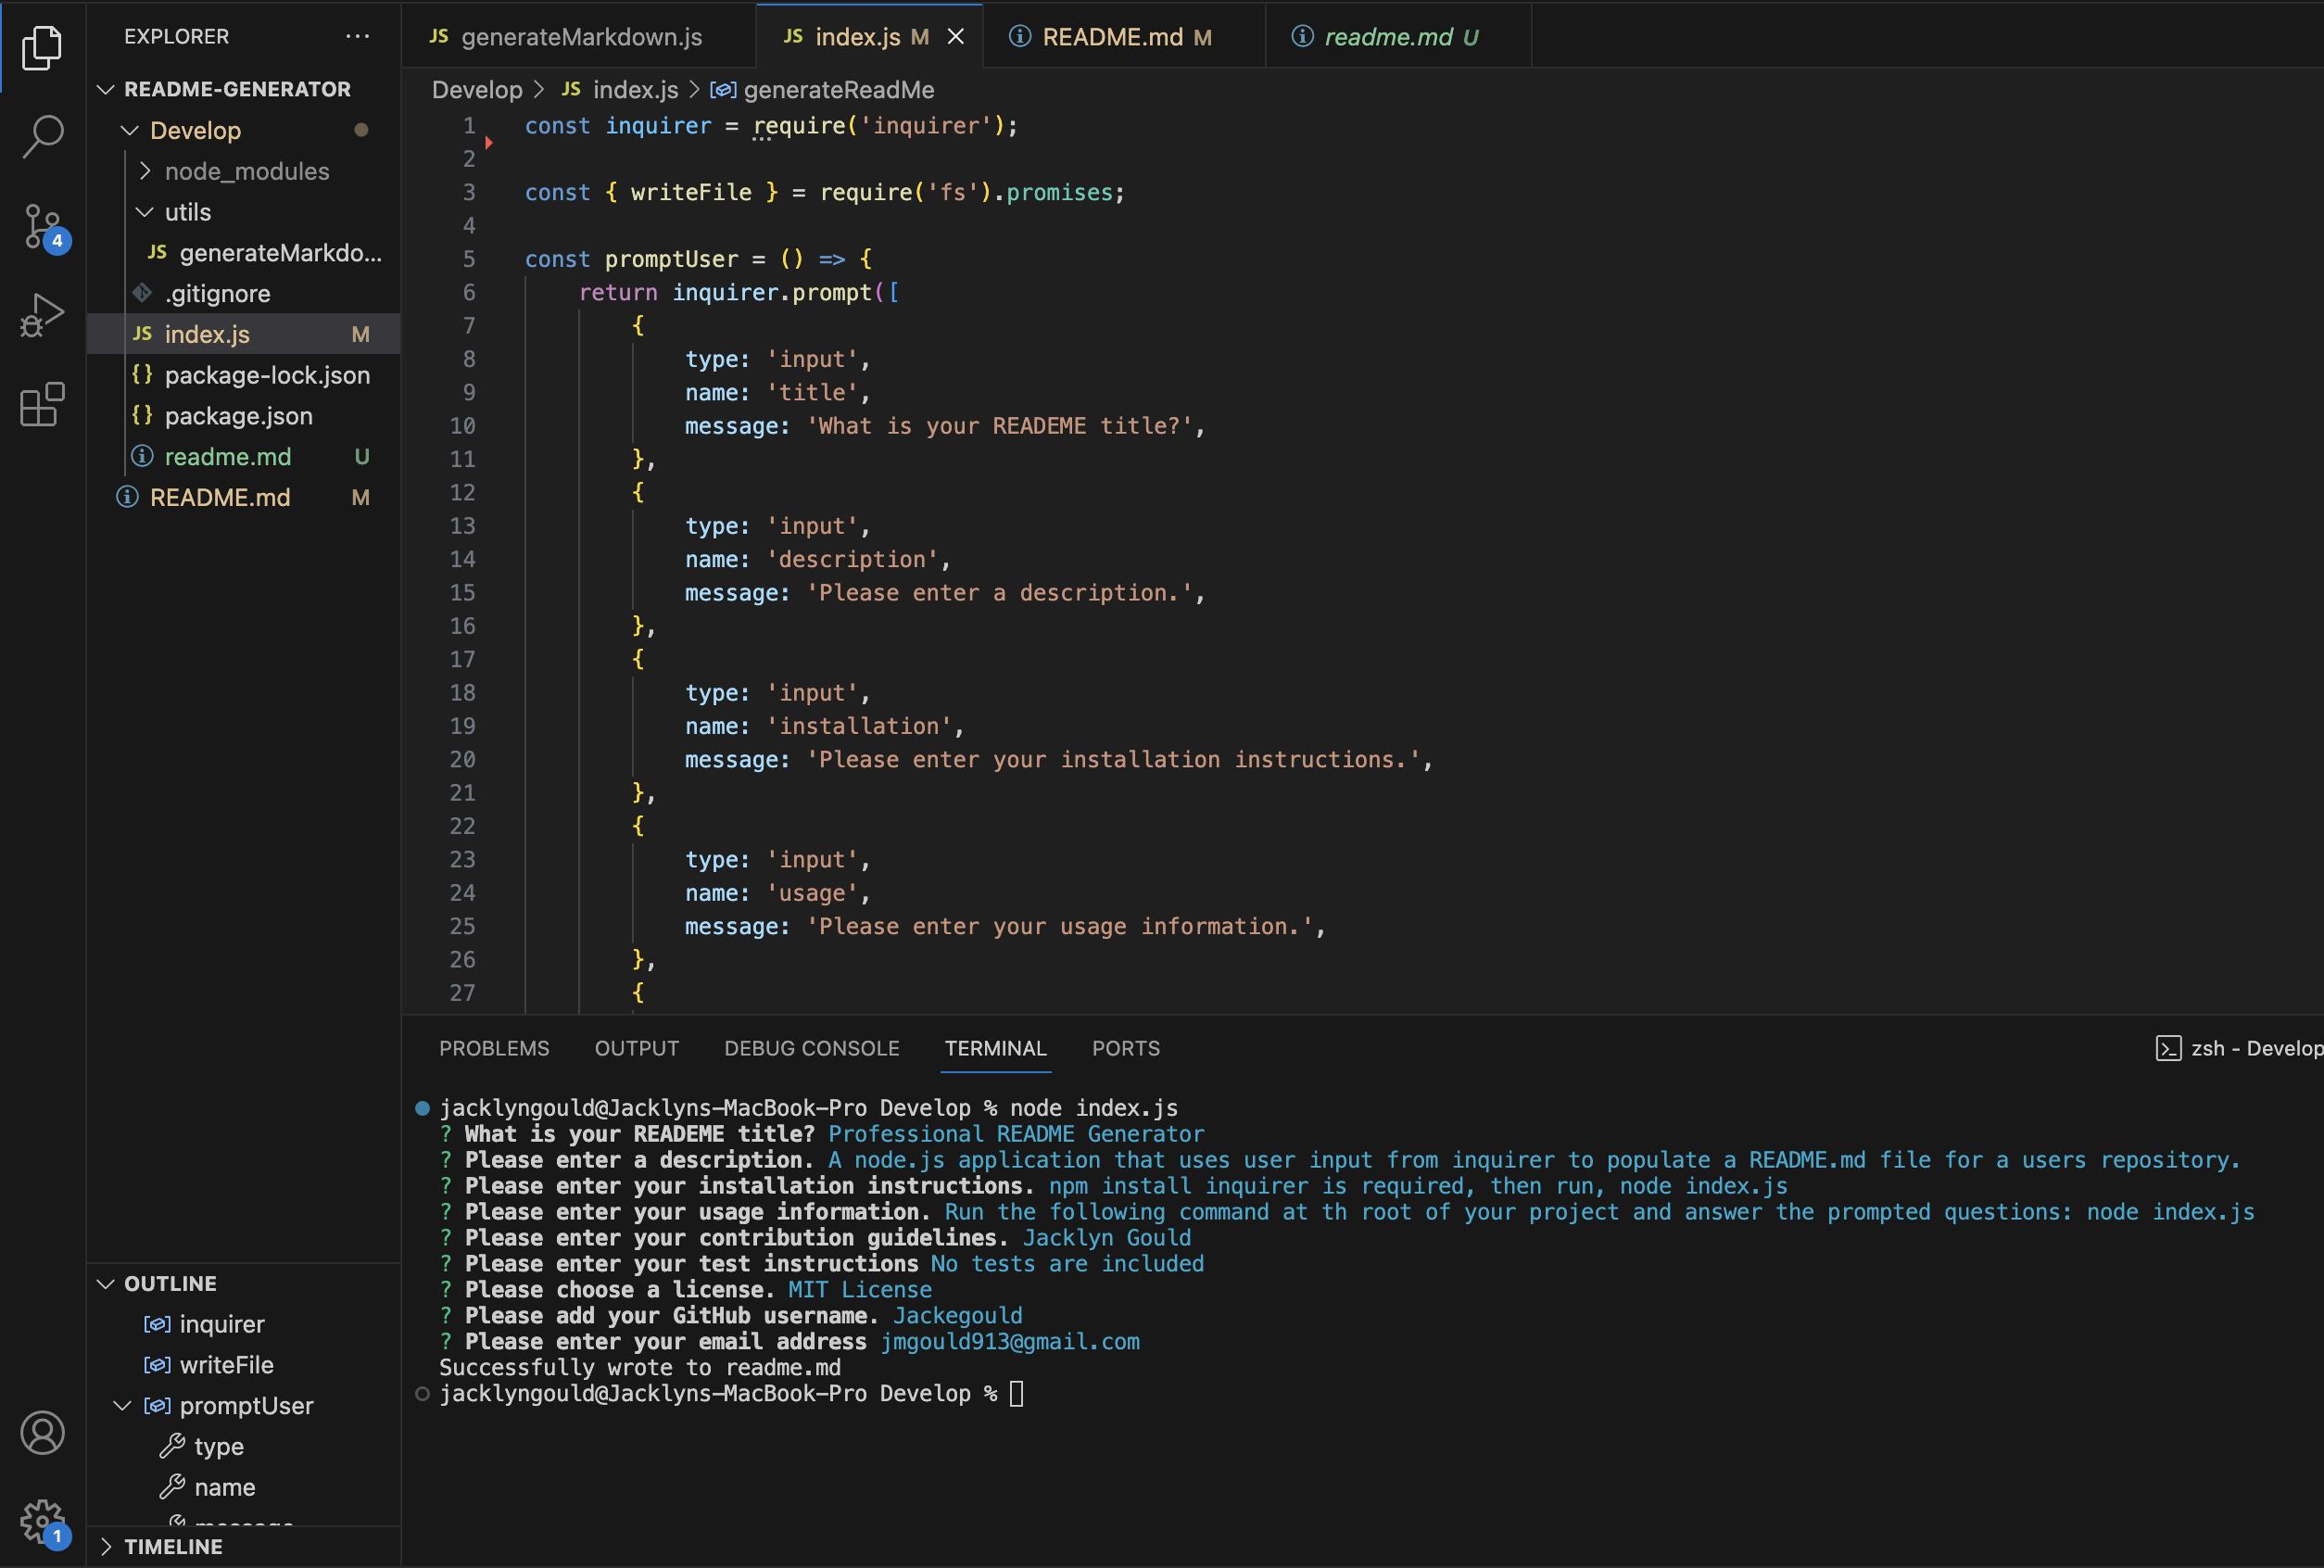 EXPLORER ···
JS generateMarkdown.js
JS index.js M
README.md M
readme.md U
README-GENERATOR
Develop
node_modules
utils
JS generateMarkdo...
.gitignore
JS index.js M
{} package-lock.json
{} package.json
readme.md U
README.md M
4
Develop > JS index.js > generateReadMe
1 const inquirer = require('inquirer');
2
3 const { writeFile } = require('fs').promises;
4
5 const promptUser = () => {
6 return inquirer.prompt([
7 {
8 type: 'input',
9 name: 'title',
10 message: 'What is your READEME title?',
11 },
12 {
13 type: 'input',
14 name: 'description',
15 message: 'Please enter a description.',
16 },
17 {
18 type: 'input',
19 name: 'installation',
20 message: 'Please enter your installation instructions.',
21 },
22 {
23 type: 'input',
24 name: 'usage',
25 message: 'Please enter your usage information.',
26 },
27 {
PROBLEMS OUTPUT DEBUG CONSOLE TERMINAL PORTS
zsh - Develop
jacklyngould@Jacklyns-MacBook-Pro Develop % node index.js
? What is your READEME title? Professional README Generator
? Please enter a description. A node.js application that uses user input from inquirer to populate a README.md file for a users repository.
? Please enter your installation instructions. npm install inquirer is required, then run, node index.js
? Please enter your usage information. Run the following command at th root of your project and answer the prompted questions: node index.js
? Please enter your contribution guidelines. Jacklyn Gould
? Please enter your test instructions No tests are included
? Please choose a license. MIT License
? Please add your GitHub username. Jackegould
? Please enter your email address jmgould913@gmail.com
Successfully wrote to readme.md
jacklyngould@Jacklyns-MacBook-Pro Develop %
OUTLINE
inquirer
writeFile
promptUser
type
name
message
TIMELINE
1